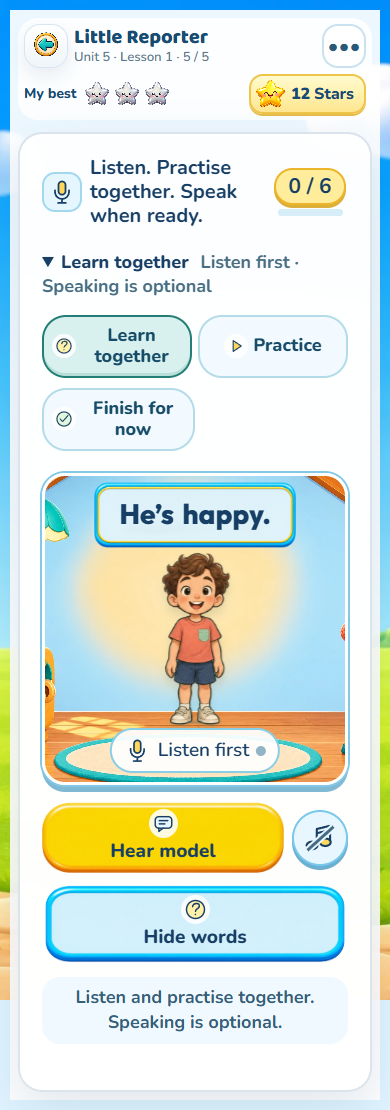 Little Reporter
Unit 5 · Lesson 1 · 5 / 5
My best
12 Stars
Listen. Practise
together. Speak
when ready.
0 / 6
▼ Learn together Listen first ·
Speaking is optional
Learn
together
Practice
Finish for
now
He's happy.
Listen first
Hear model
Hide words
Listen and practise together.
Speaking is optional.